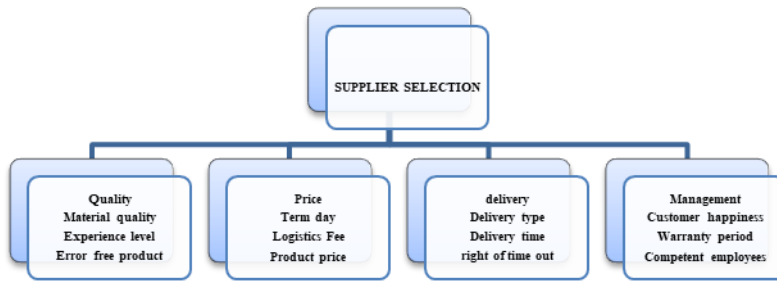 SUPPLIER SELECTION
Quality
Material quality
Experience level
Error free product
Price
Term day
Logistics Fee
Product price
delivery
Delivery type
Delivery time
right of time out
Management
Customer happiness
Warranty period
Competent employees